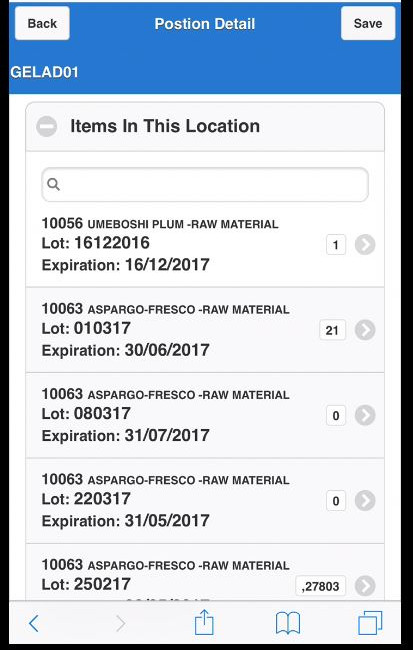 Back
Postion Detail
Save
GELAD01
Items In This Location
10056 UMEBOSHI PLUM -RAW MATERIAL
Lot: 16122016
1
Expiration: 16/12/2017
10063 ASPARGO-FRESCO -RAW MATERIAL
Lot: 010317
21
Expiration: 30/06/2017
10063 ASPARGO-FRESCO -RAW MATERIAL
Lot: 080317
0
Expiration: 31/07/2017
10063 ASPARGO-FRESCO -RAW MATERIAL
Lot: 220317
0
Expiration: 31/05/2017
10063 ASPARGO-FRESCO -RAW MATERIAL
Lot: 250217
,27803